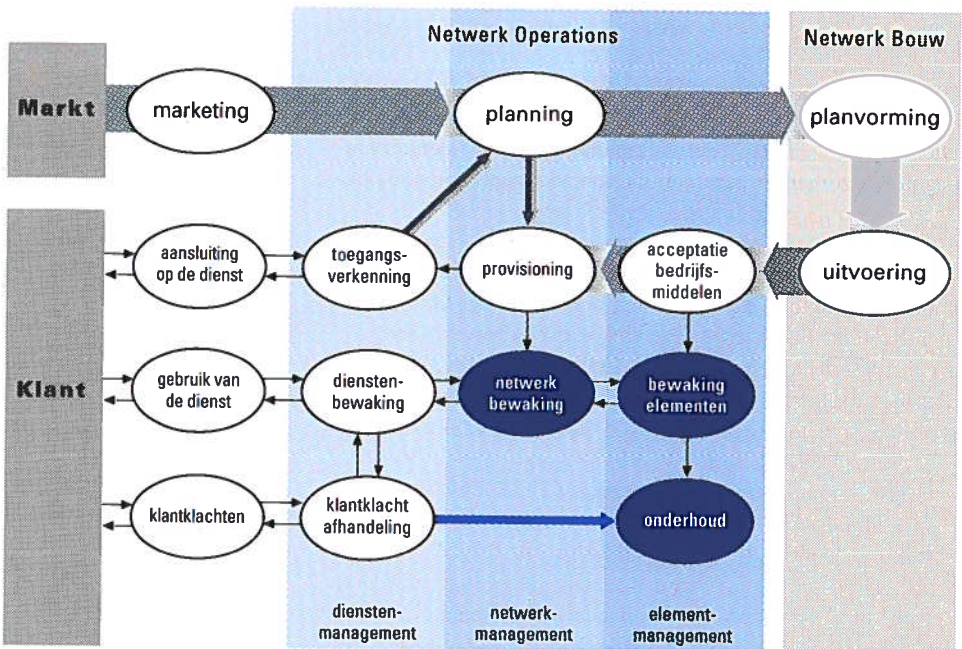 Netwerk Operations
Netwerk Bouw
Markt
marketing
planning
planvorming
aansluiting
op de dienst
toegangs-
verkenning
provisioning
acceptatie
bedrijfs-
middelen
uitvoering
Klant
gebruik van
de dienst
diensten-
bewaking
netwerk
bewaking
bewaking
elementen
klantklachten
klantklacht
afhandeling
onderhoud
diensten-
management
netwerk-
management
element-
management